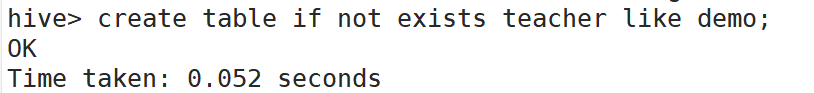 hive> create table if not exists teacher like demo;
OK
Time taken: 0.052 seconds